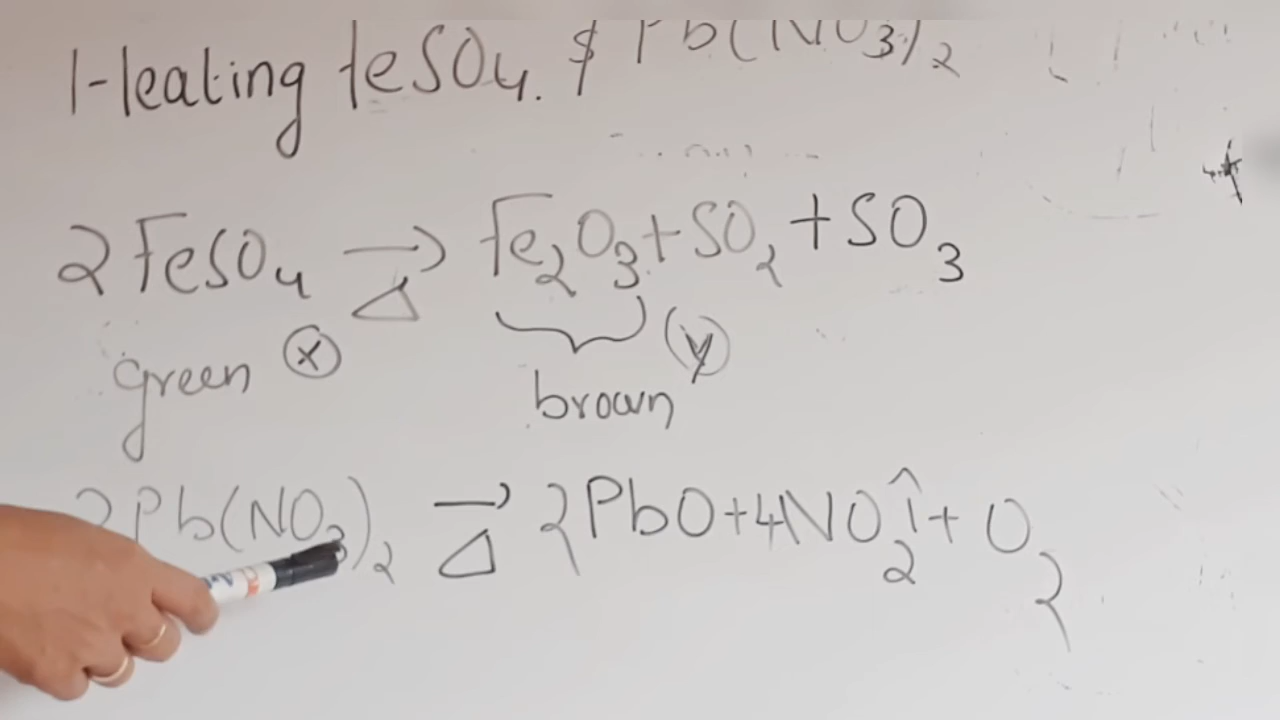 Heating FeSO₄. & Pb(NO₃)₂
2FeSO₄ →Δ Fe₂O₃+SO₂+SO₃
green (x) brown (y)
2Pb(NO₃)₂ →Δ 2PbO+4NO₂↑+O₂